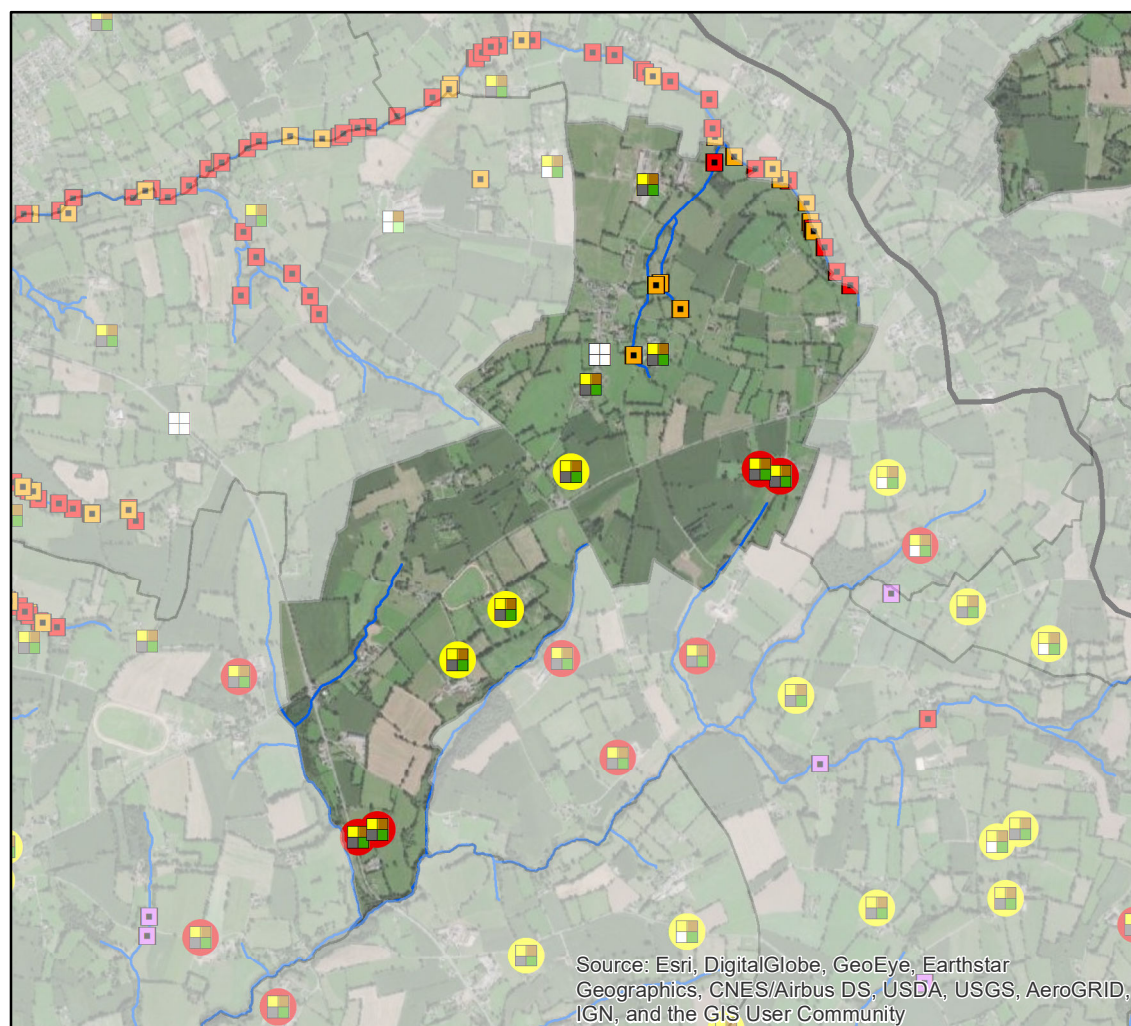 Source: Esri, DigitalGlobe, GeoEye, Earthstar
Geographics, CNES/Airbus DS, USDA, USGS, AeroGRID,
IGN, and the GIS User Community